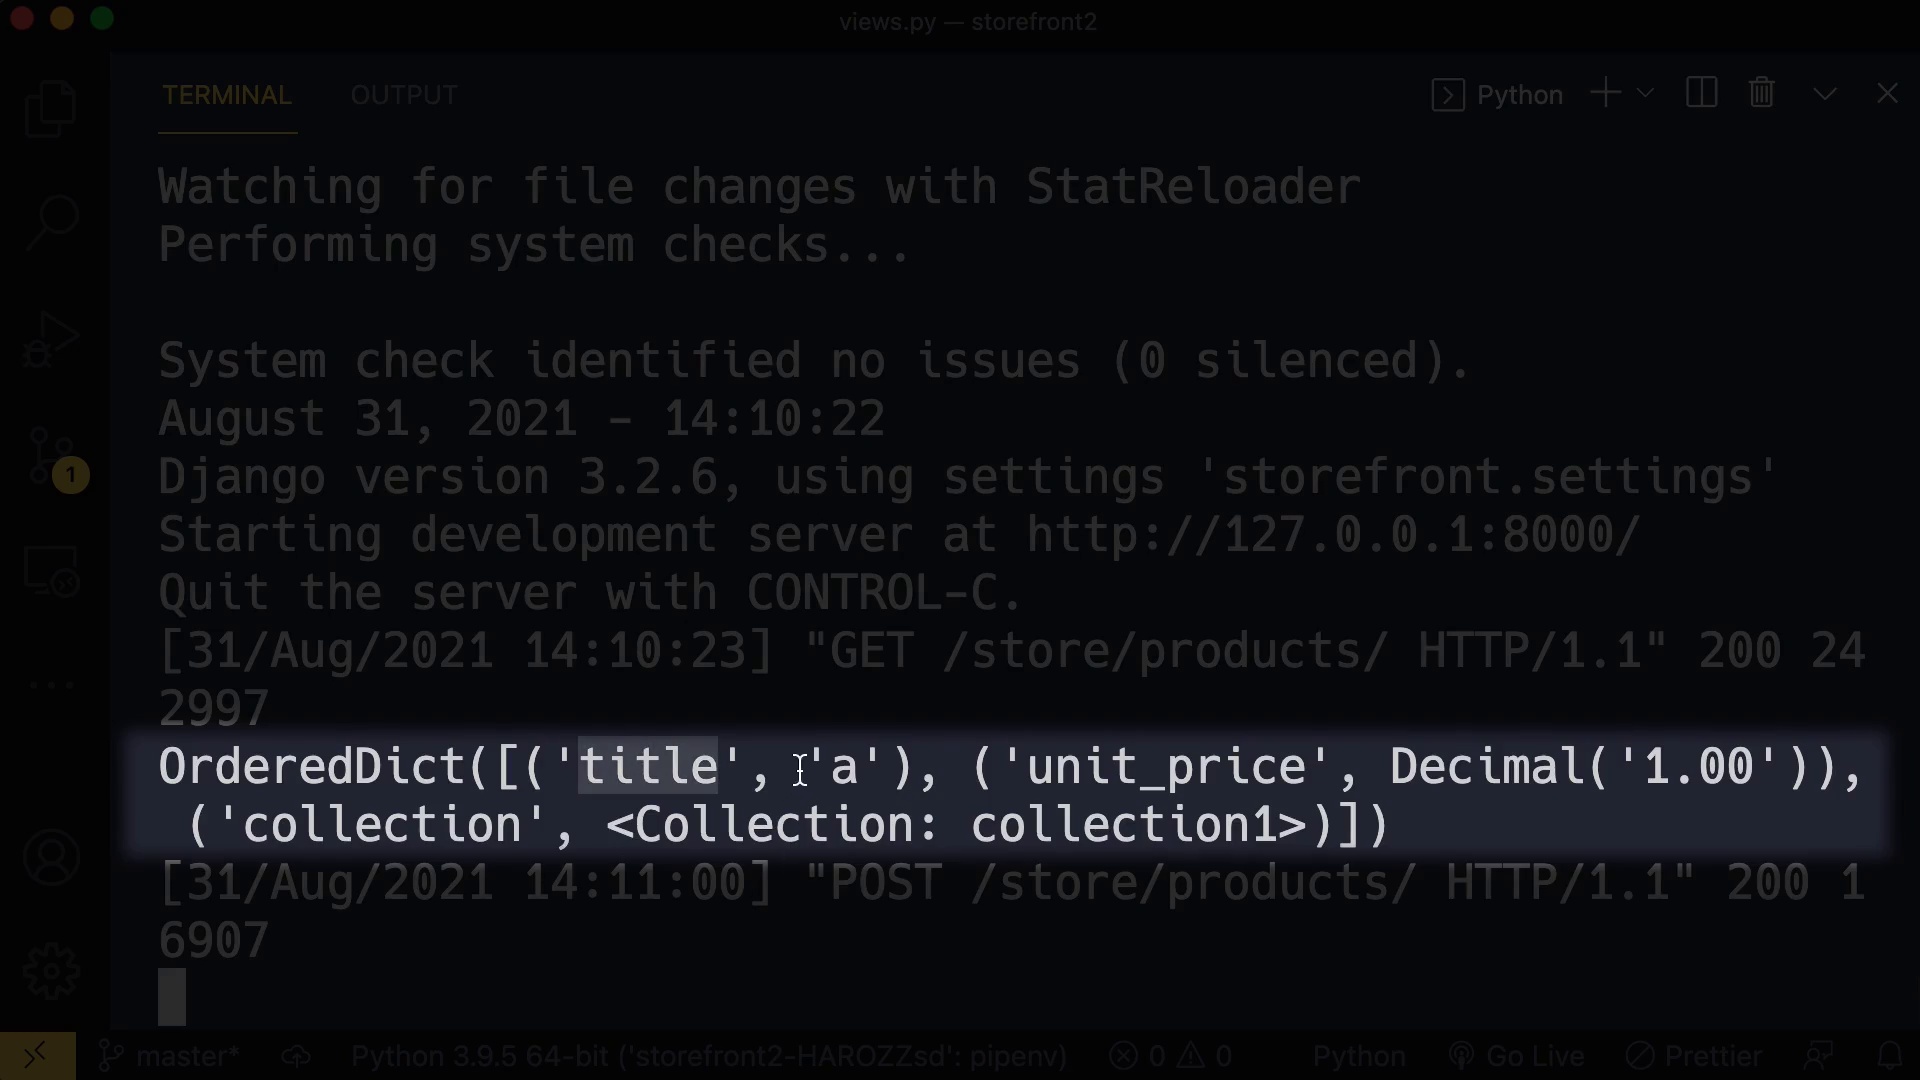 views.py — storefront2
TERMINAL OUTPUT
Python
Watching for file changes with StatReloader
Performing system checks...
System check identified no issues (0 silenced).
August 31, 2021 - 14:10:22
Django version 3.2.6, using settings 'storefront.settings'
Starting development server at http://127.0.0.1:8000/
Quit the server with CONTROL-C.
[31/Aug/2021 14:10:23] "GET /store/products/ HTTP/1.1" 200 24
2997
OrderedDict([('title', 'a'), ('unit_price', Decimal('1.00')),
('collection', <Collection: collection1>)])
[31/Aug/2021 14:11:00] "POST /store/products/ HTTP/1.1" 200 1
6907
1
master* Python 3.9.5 64-bit ('storefront2-HAROZZsd': pipenv) 0 0 Python Go Live Prettier